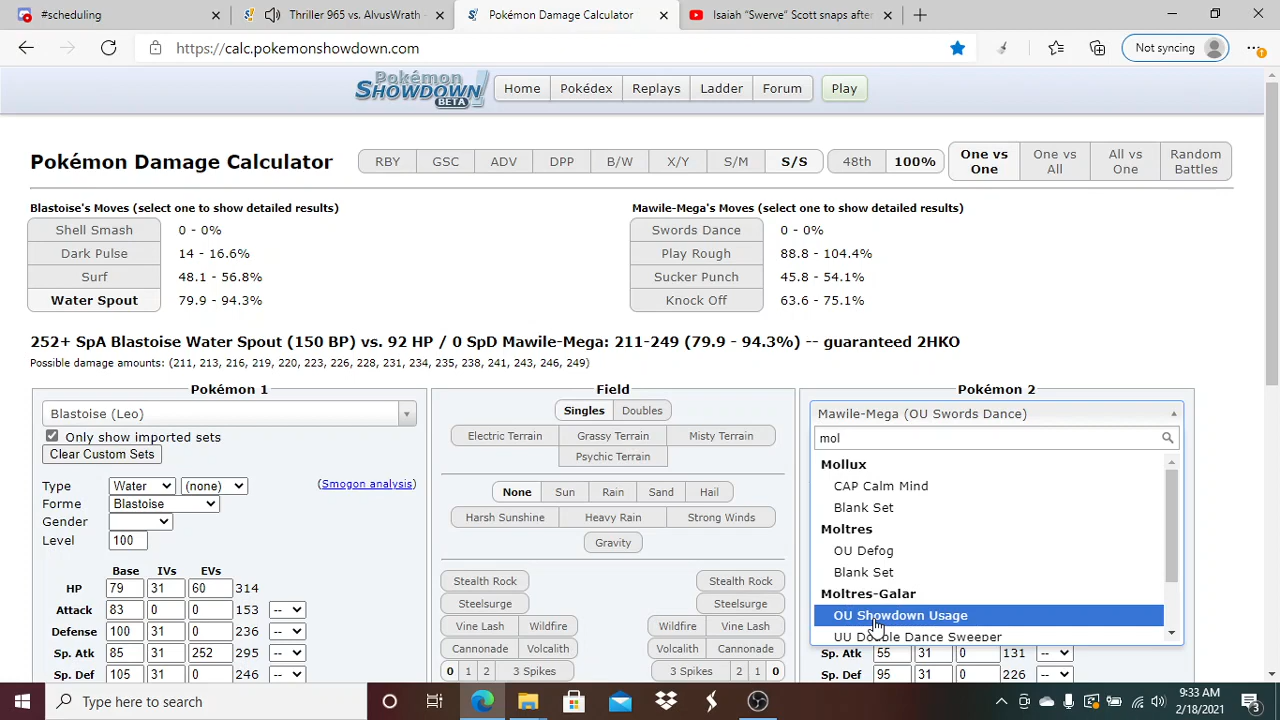 #scheduling
Thriller 965 vs. AlvusWrath -
Pokémon Damage Calculator
Isaiah "Swerve" Scott snaps after
https://calc.pokemonshowdown.com
Not syncing
Pokémon
SHOWDOWN!
BETA
Home
Pokédex
Replays
Ladder
Forum
Play
Pokémon Damage Calculator
RBY
GSC
ADV
DPP
B/W
X/Y
S/M
S/S
48th
100%
One vs One
One vs All
All vs One
Random Battles
Blastoise's Moves (select one to show detailed results)
Shell Smash 0 - 0%
Dark Pulse 14 - 16.6%
Surf 48.1 - 56.8%
Water Spout 79.9 - 94.3%
Mawile-Mega's Moves (select one to show detailed results)
Swords Dance 0 - 0%
Play Rough 88.8 - 104.4%
Sucker Punch 45.8 - 54.1%
Knock Off 63.6 - 75.1%
252+ SpA Blastoise Water Spout (150 BP) vs. 92 HP / 0 SpD Mawile-Mega: 211-249 (79.9 - 94.3%) -- guaranteed 2HKO
Possible damage amounts: (211, 213, 216, 219, 220, 223, 226, 228, 231, 234, 235, 238, 241, 243, 246, 249)
Pokémon 1
Blastoise (Leo)
Only show imported sets
Clear Custom Sets
Type Water (none) (Smogon analysis)
Forme Blastoise
Gender
Level 100
Base IVs EVs
HP 79 31 60 314
Attack 83 31 0 153 --
Defense 100 31 0 236 --
Sp. Atk 85 31 252 295 --
Sp. Def 105 31 0 246 --
Field
Singles Doubles
Electric Terrain Grassy Terrain Misty Terrain
Psychic Terrain
None Sun Rain Sand Hail
Harsh Sunshine Heavy Rain Strong Winds
Gravity
Stealth Rock Stealth Rock
Steelsurge Steelsurge
Vine Lash Wildfire Wildfire Vine Lash
Cannonade Volcalith Volcalith Cannonade
0 1 2 3 Spikes 3 Spikes 2 1 0
Pokémon 2
Mawile-Mega (OU Swords Dance)
mol
Mollux
CAP Calm Mind
Blank Set
Moltres
OU Defog
Blank Set
Moltres-Galar
OU Showdown Usage
UU Double Dance Sweeper
Sp. Atk 55 31 0 131 --
Sp. Def 95 31 0 226 --
Type here to search
9:33 AM
2/18/2021
3